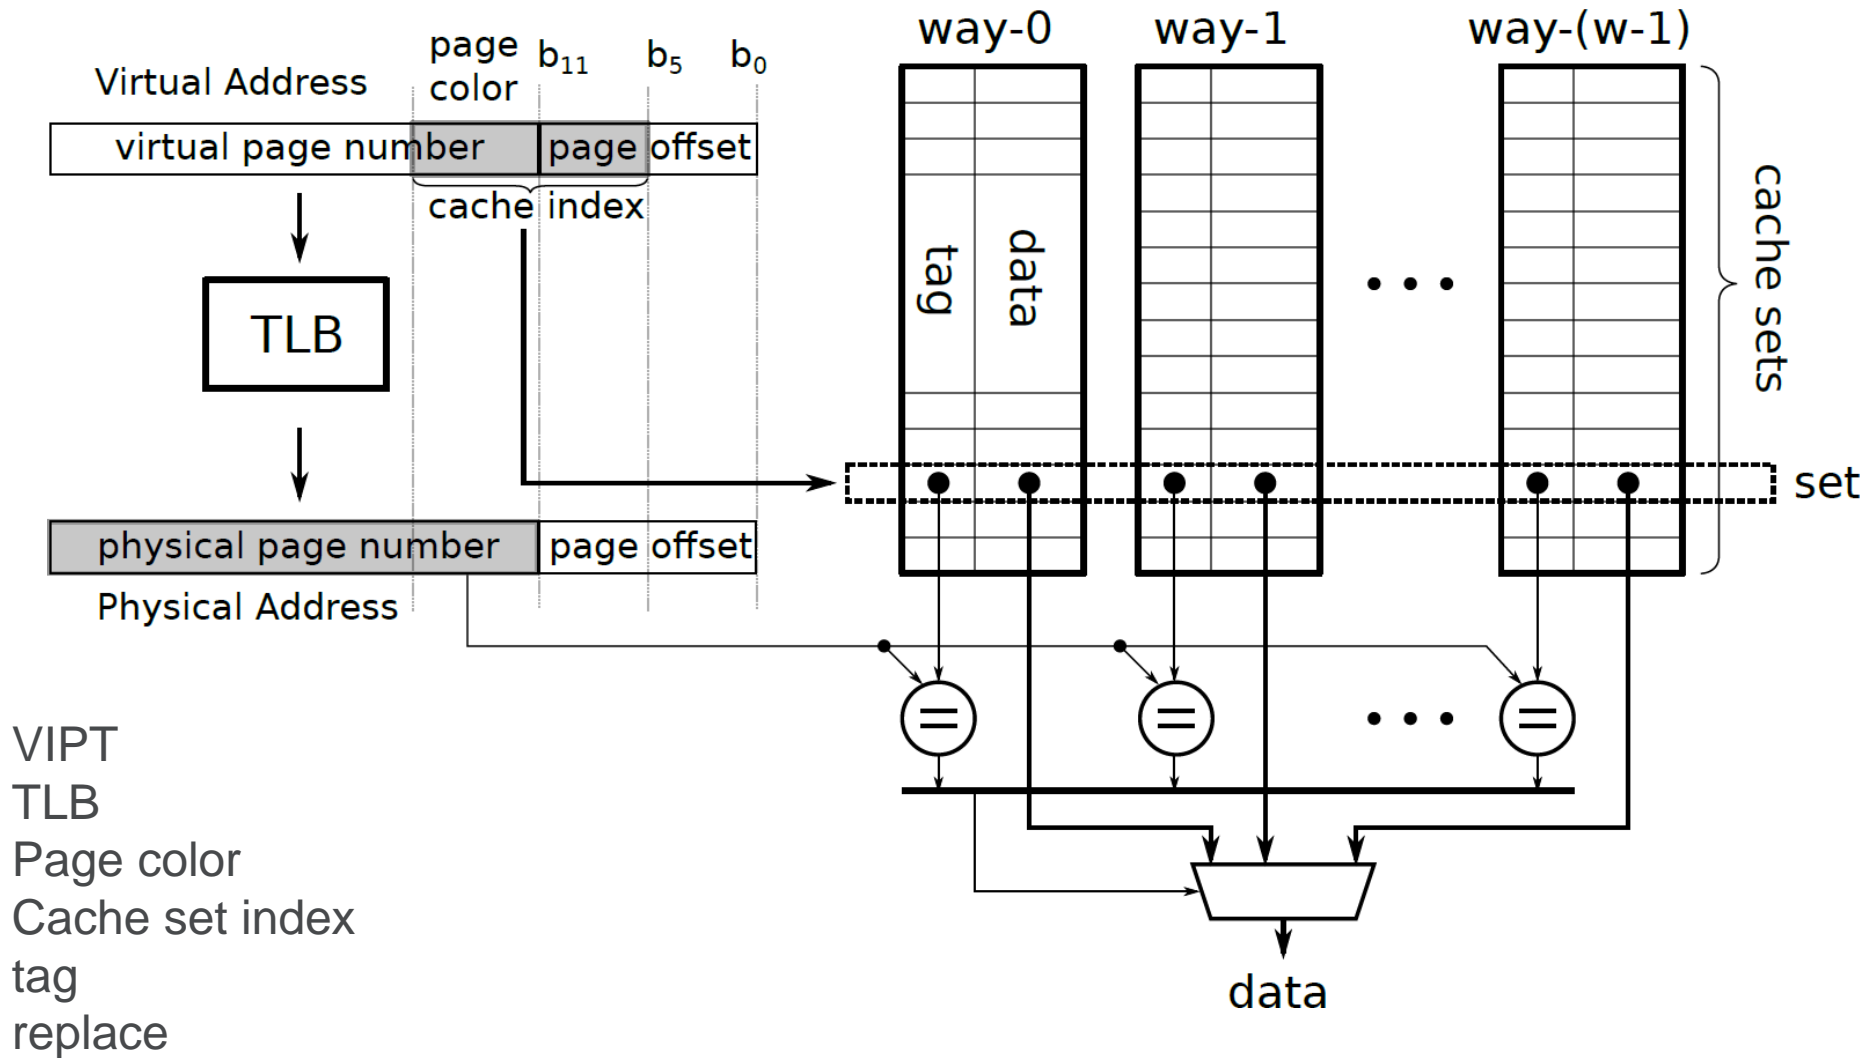 Virtual Address
page
color
b11
b5
b0
virtual page number
page offset
cache index
TLB
physical page number
page offset
Physical Address
way-0
way-1
way-(w-1)
tag
data
cache sets
set
=
=
=
data
VIPT
TLB
Page color
Cache set index
tag
replace